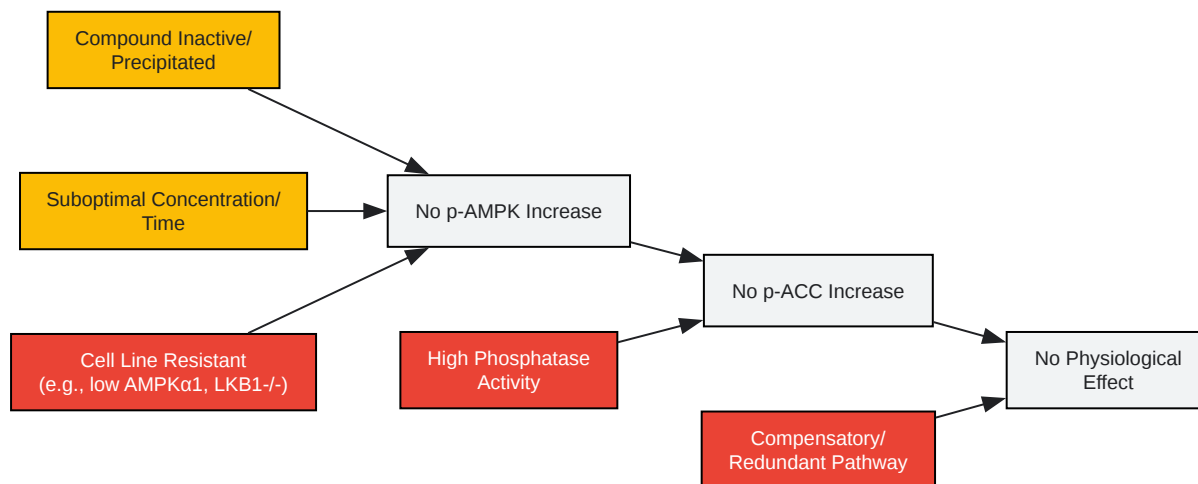 Compound Inactive/
Precipitated
Suboptimal Concentration/
Time
No p-AMPK Increase
Cell Line Resistant
(e.g., low AMPKα1, LKB1-/-)
No p-ACC Increase
High Phosphatase
Activity
No Physiological
Effect
Compensatory/
Redundant Pathway